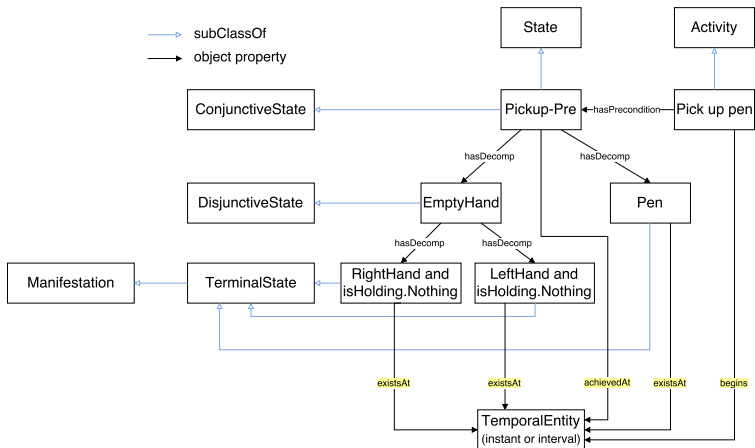 subClassOf
object property
State
Activity
ConjunctiveState
Pickup-Pre
hasPrecondition
Pick up pen
hasDecomp
hasDecomp
DisjunctiveState
EmptyHand
Pen
hasDecomp
hasDecomp
Manifestation
TerminalState
RightHand and
isHolding.Nothing
LeftHand and
isHolding.Nothing
existsAt
existsAt
achievedAt
existsAt
begins
TemporalEntity
(instant or interval)